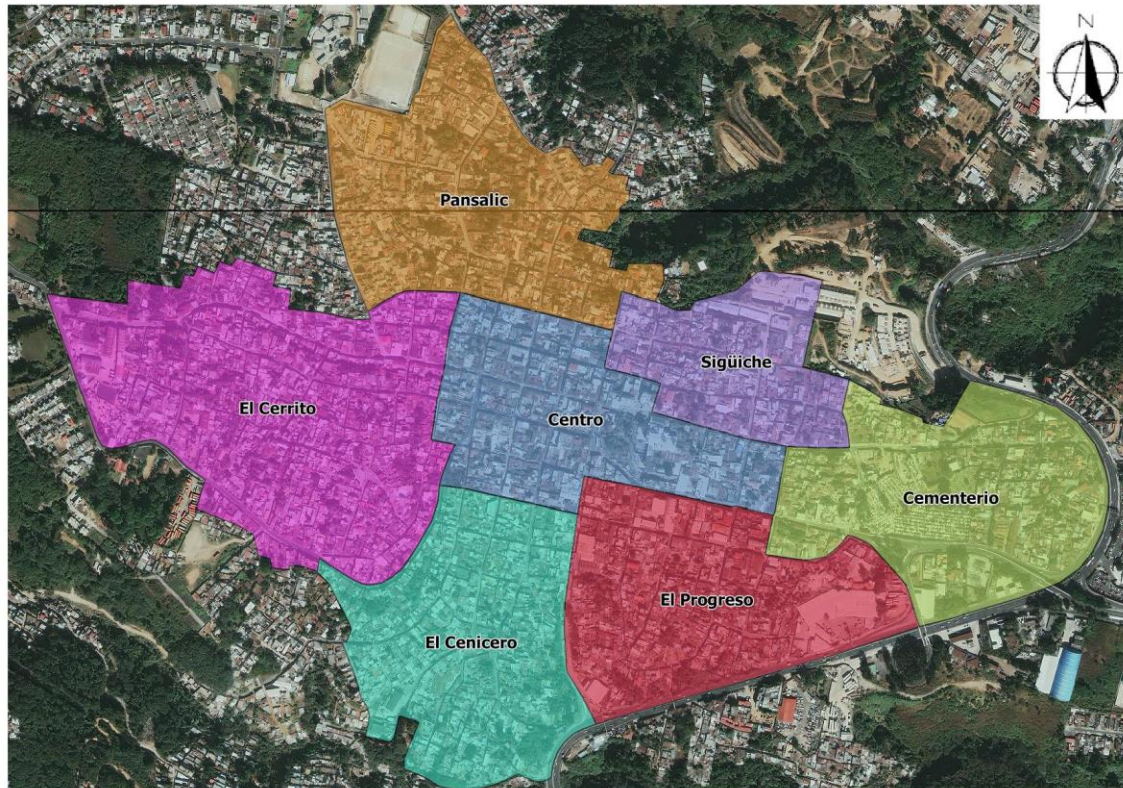 N
Pansalic
Sigüiche
El Cerrito
Centro
Cementerio
El Progreso
El Cenicero